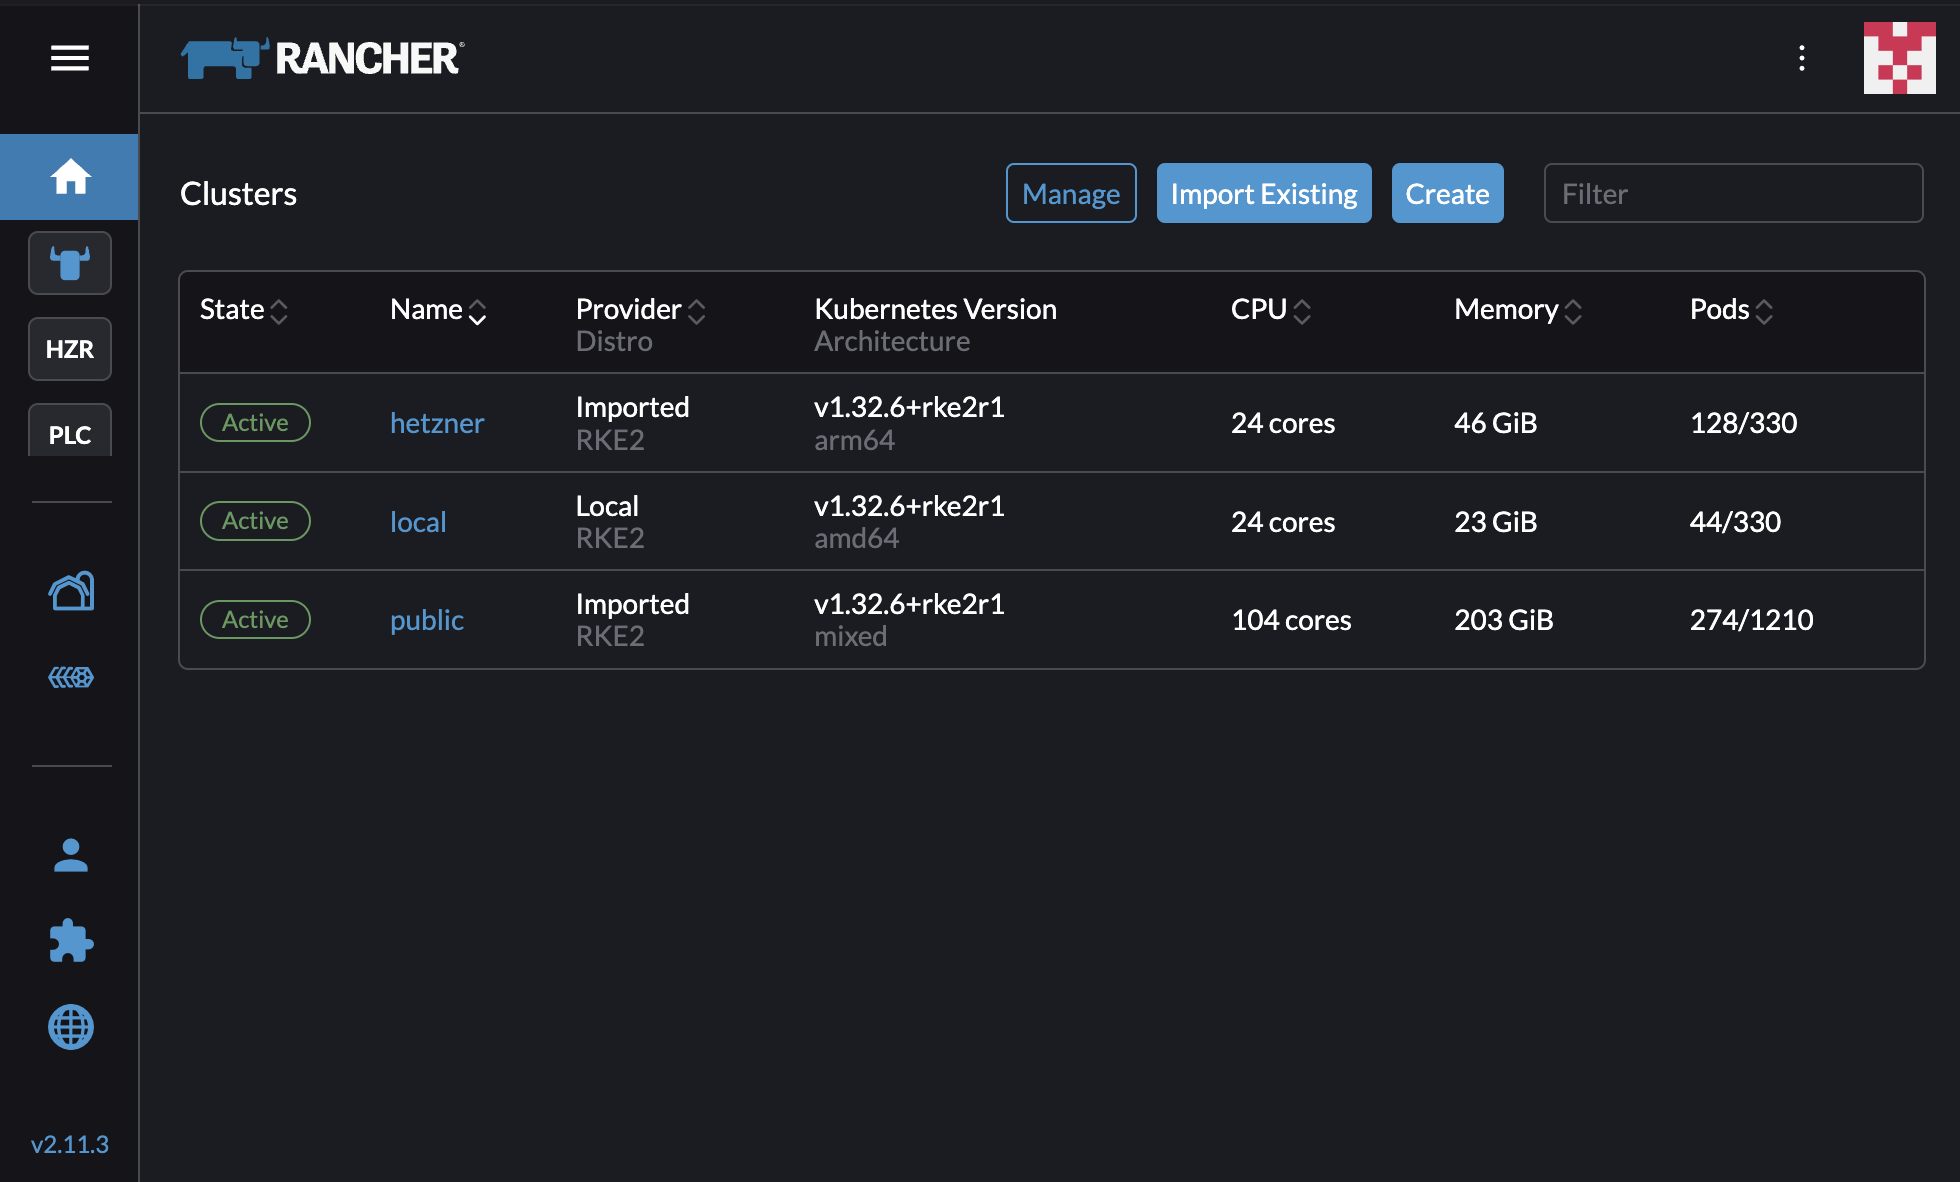 RANCHER®
Clusters
Manage
Import Existing
Create
Filter
HZR
PLC
State Name Provider Kubernetes Version CPU Memory Pods
Distro Architecture
Active hetzner Imported v1.32.6+rke2r1 24 cores 46 GiB 128/330
RKE2 arm64
Active local Local v1.32.6+rke2r1 24 cores 23 GiB 44/330
RKE2 amd64
Active public Imported v1.32.6+rke2r1 104 cores 203 GiB 274/1210
RKE2 mixed
v2.11.3